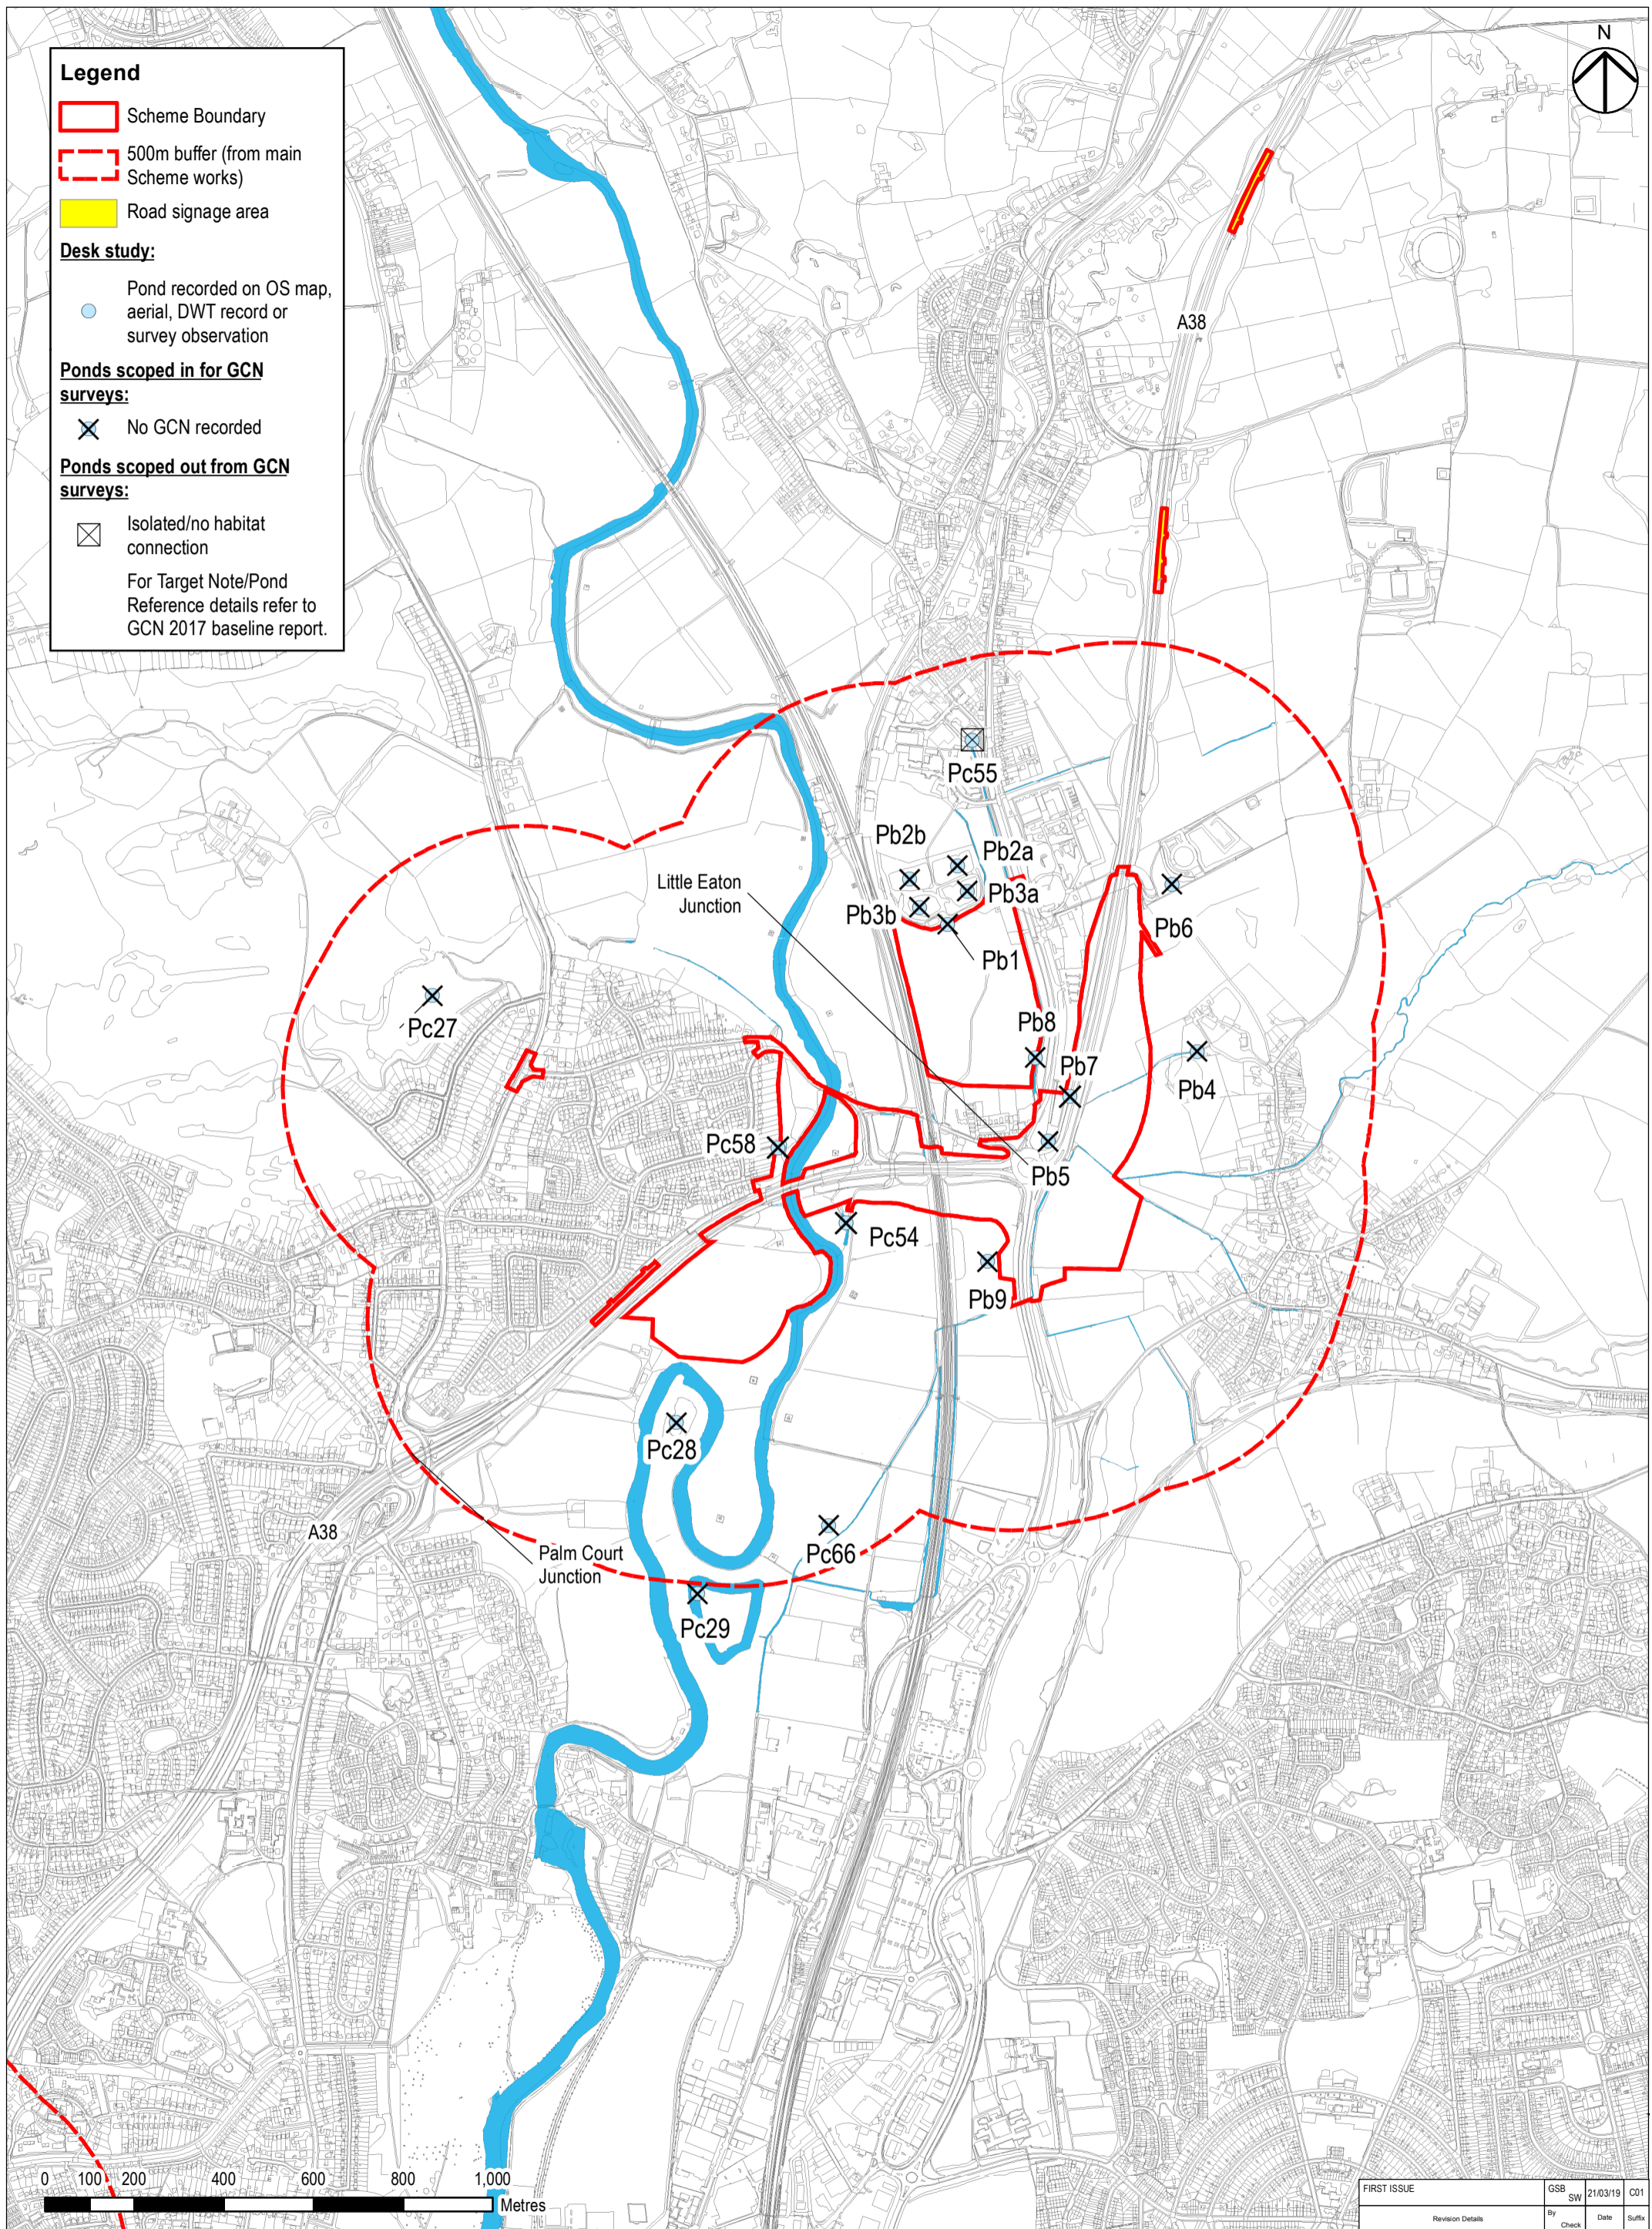 Legend
Scheme Boundary
500m buffer (from main
Scheme works)
Road signage area
Desk study:
Pond recorded on OS map,
aerial, DWT record or
survey observation
Ponds scoped in for GCN
surveys:
No GCN recorded
Ponds scoped out from GCN
surveys:
Isolated/no habitat
connection
For Target Note/Pond
Reference details refer to
GCN 2017 baseline report.
N
A38
Pc55
Pb2b
Pb2a
Little Eaton
Junction
Pb3a
Pb3b
Pb6
Pb1
Pc27
Pb8
Pb7
Pb4
Pc58
Pb5
Pc54
Pb9
Pc28
A38
Palm Court
Junction
Pc66
Pc29
0 100 200 400 600 800 1,000
Metres
FIRST ISSUE
GSB
SW
21/03/19
C01
Revision Details
By
Check
Date
Suffix